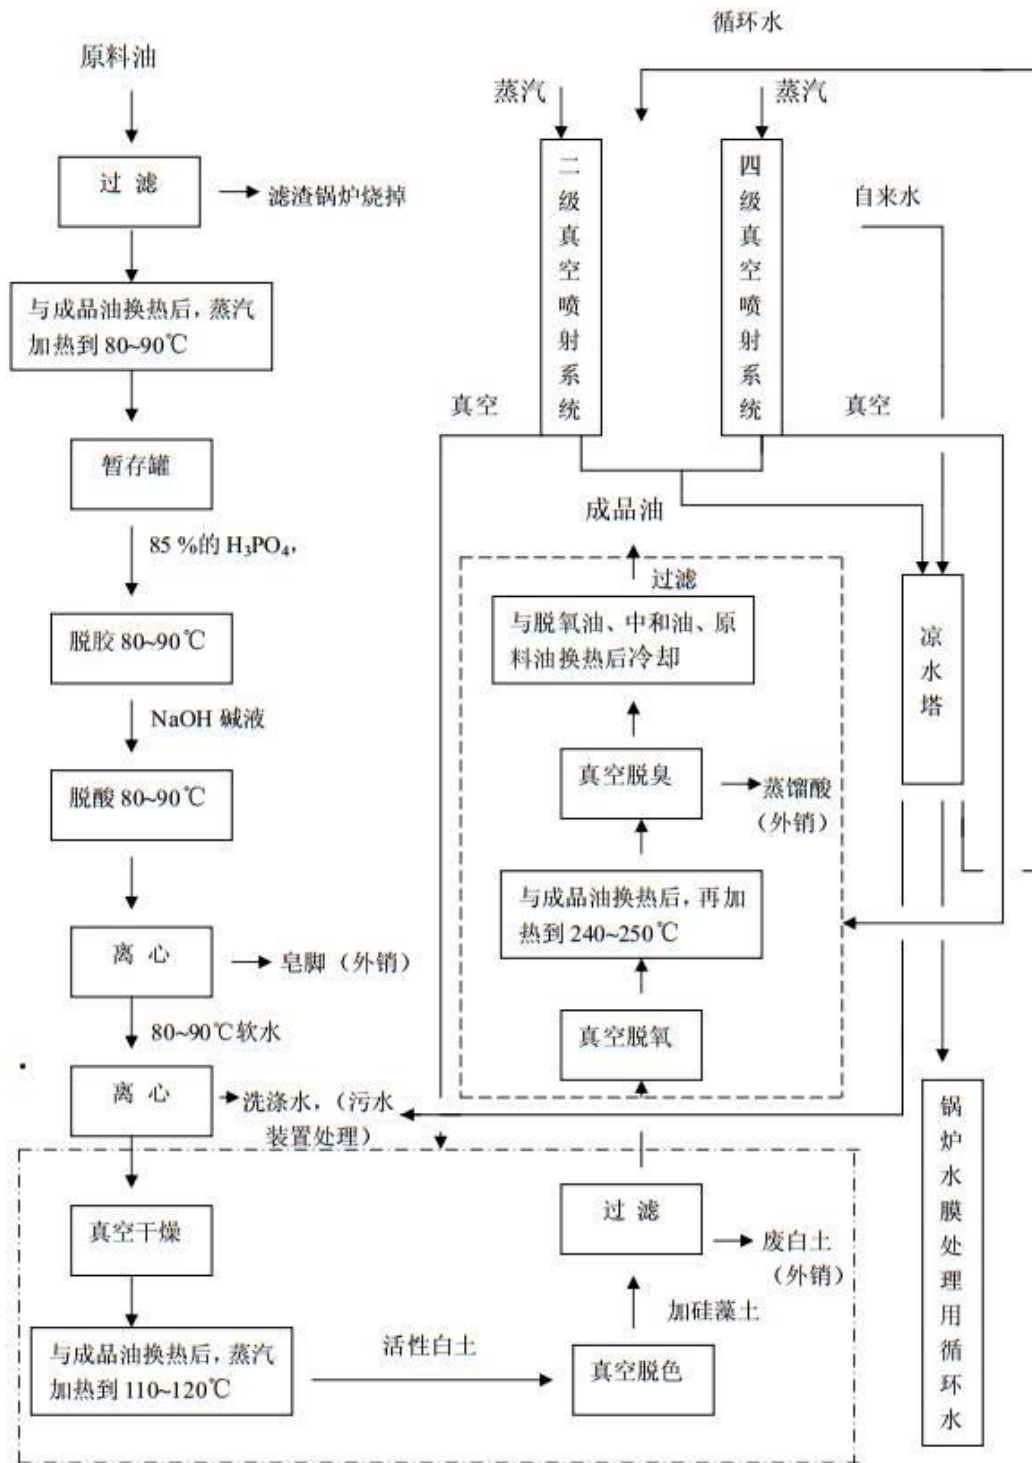 循环水
原料油
蒸汽
蒸汽
过 滤
滤渣锅炉烧掉
二级真空喷射系统
四级真空喷射系统
自来水
与成品油换热后，蒸汽
加热到 80~90℃
真空
真空
暂存罐
成品油
85 %的 H₃PO₄,
过滤
脱胶 80~90℃
与脱氧油、中和油、原
料油换热后冷却
凉水塔
NaOH 碱液
脱酸 80~90℃
真空脱臭
蒸馏酸
（外销）
与成品油换热后，再加
热到 240~250℃
离 心
皂脚（外销）
80~90℃软水
真空脱氧
离 心
洗涤水，（污水
装置处理）
锅炉水膜处理用循环水
过 滤
真空干燥
废白土
（外销）
加硅藻土
与成品油换热后，蒸汽
加热到 110~120℃
活性白土
真空脱色